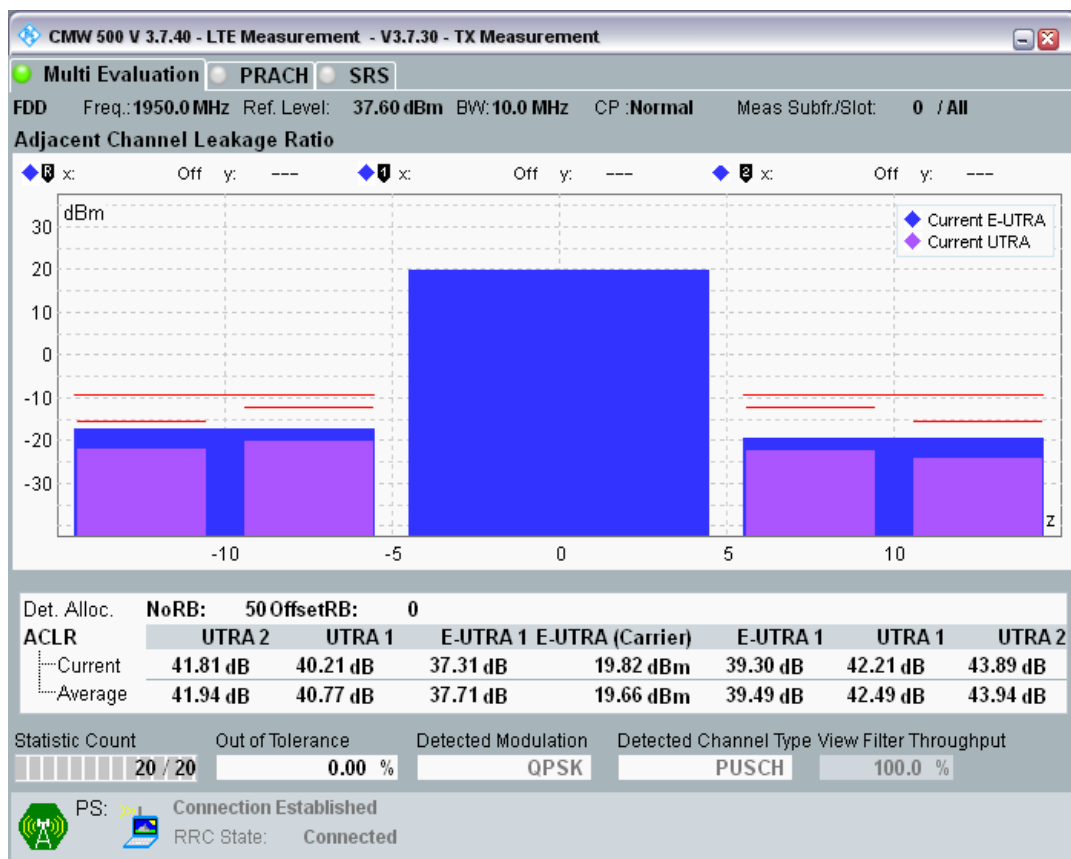 CMW 500 V 3.7.40 - LTE Measurement - V3.7.30 - TX Measurement
Multi Evaluation PRACH SRS
FDD Freq.: 1950.0 MHz Ref. Level: 37.60 dBm BW: 10.0 MHz CP :Normal Meas Subfr./Slot: 0 / All
Adjacent Channel Leakage Ratio
R x: Off y: --- 1 x: Off y: --- 2 x: Off y: ---
dBm
Current E-UTRA
Current UTRA
30
20
10
0
-10
-20
-30
z
-10 -5 0 5 10
Det. Alloc. NoRB: 50 OffsetRB: 0
ACLR UTRA 2 UTRA 1 E-UTRA 1 E-UTRA (Carrier) E-UTRA 1 UTRA 1 UTRA 2
Current 41.81 dB 40.21 dB 37.31 dB 19.82 dBm 39.30 dB 42.21 dB 43.89 dB
Average 41.94 dB 40.77 dB 37.71 dB 19.66 dBm 39.49 dB 42.49 dB 43.94 dB
Statistic Count Out of Tolerance Detected Modulation Detected Channel Type View Filter Throughput
20 / 20 0.00 % QPSK PUSCH 100.0 %
PS: Connection Established
RRC State: Connected